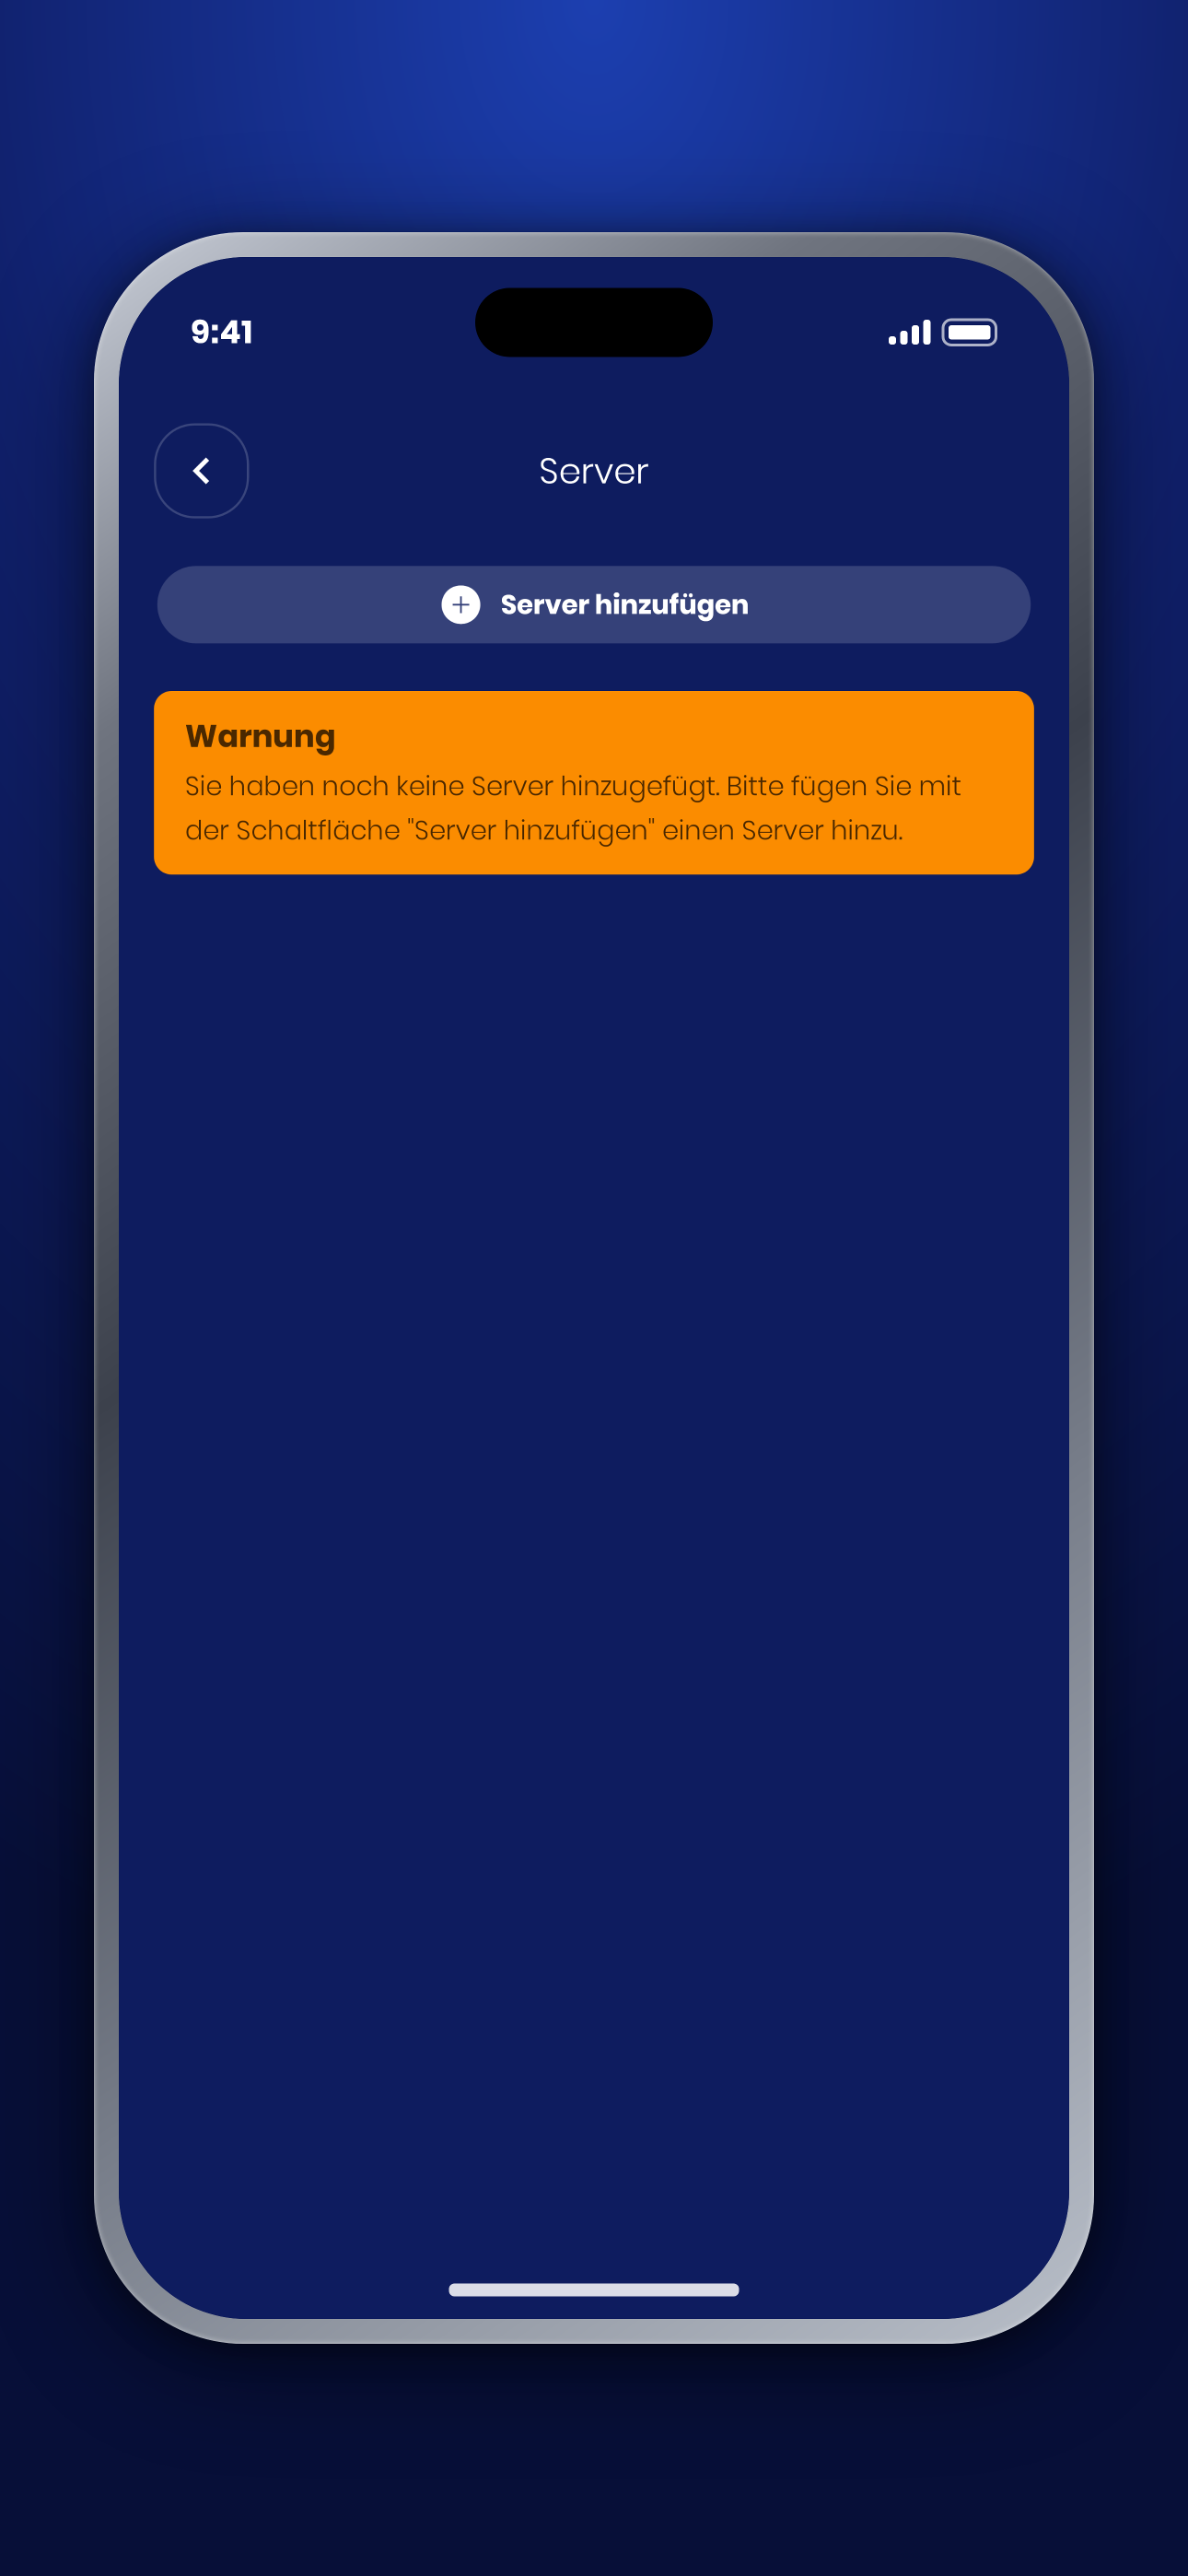 9:41
Server
Server hinzufügen
Warnung
Sie haben noch keine Server hinzugefügt. Bitte fügen Sie mit
der Schaltfläche "Server hinzufügen" einen Server hinzu.